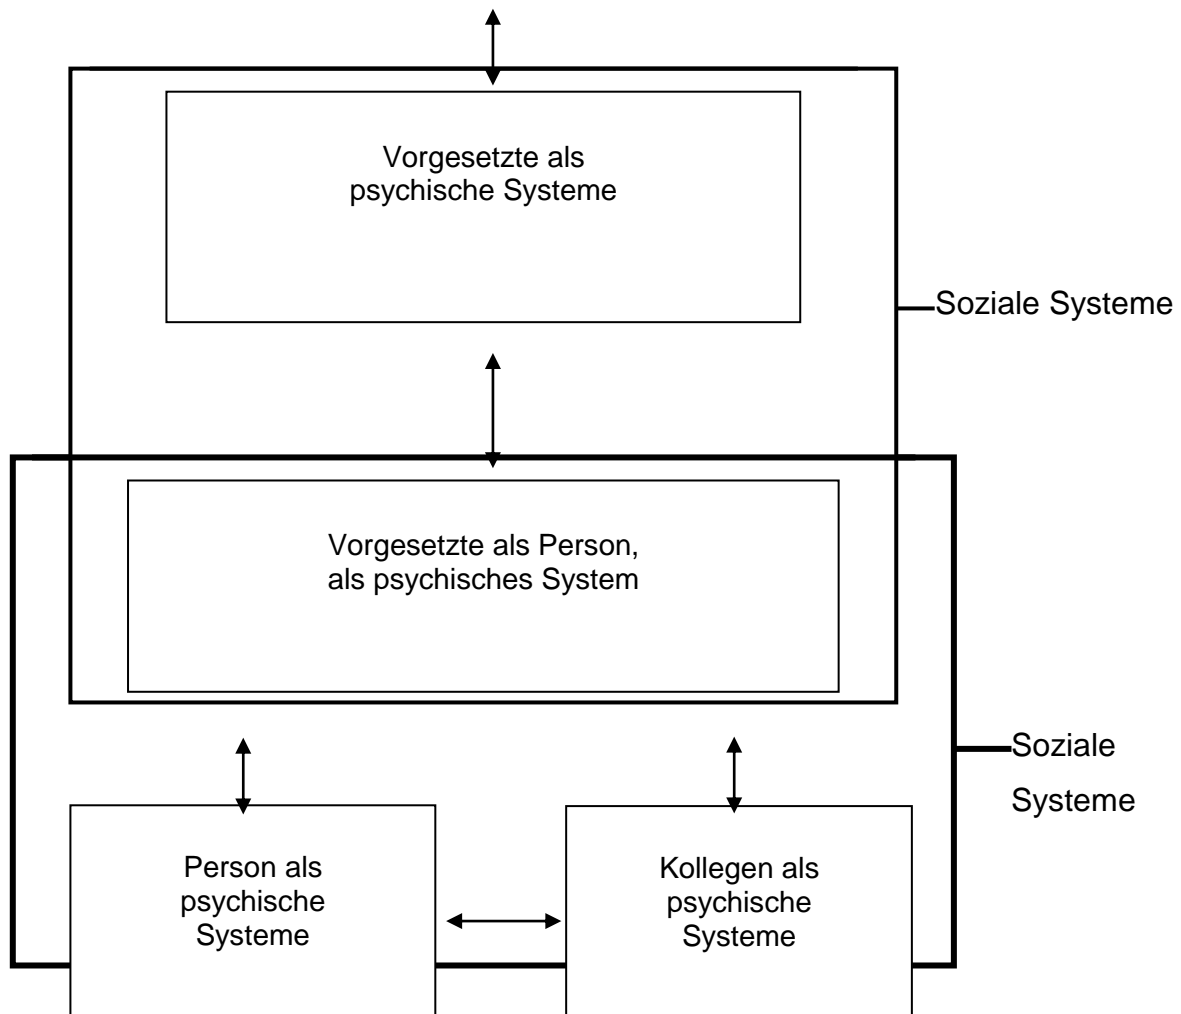 Vorgesetzte als
psychische Systeme
Soziale Systeme
Vorgesetzte als Person,
als psychisches System
Soziale
Systeme
Person als
psychische
Systeme
Kollegen als
psychische
Systeme